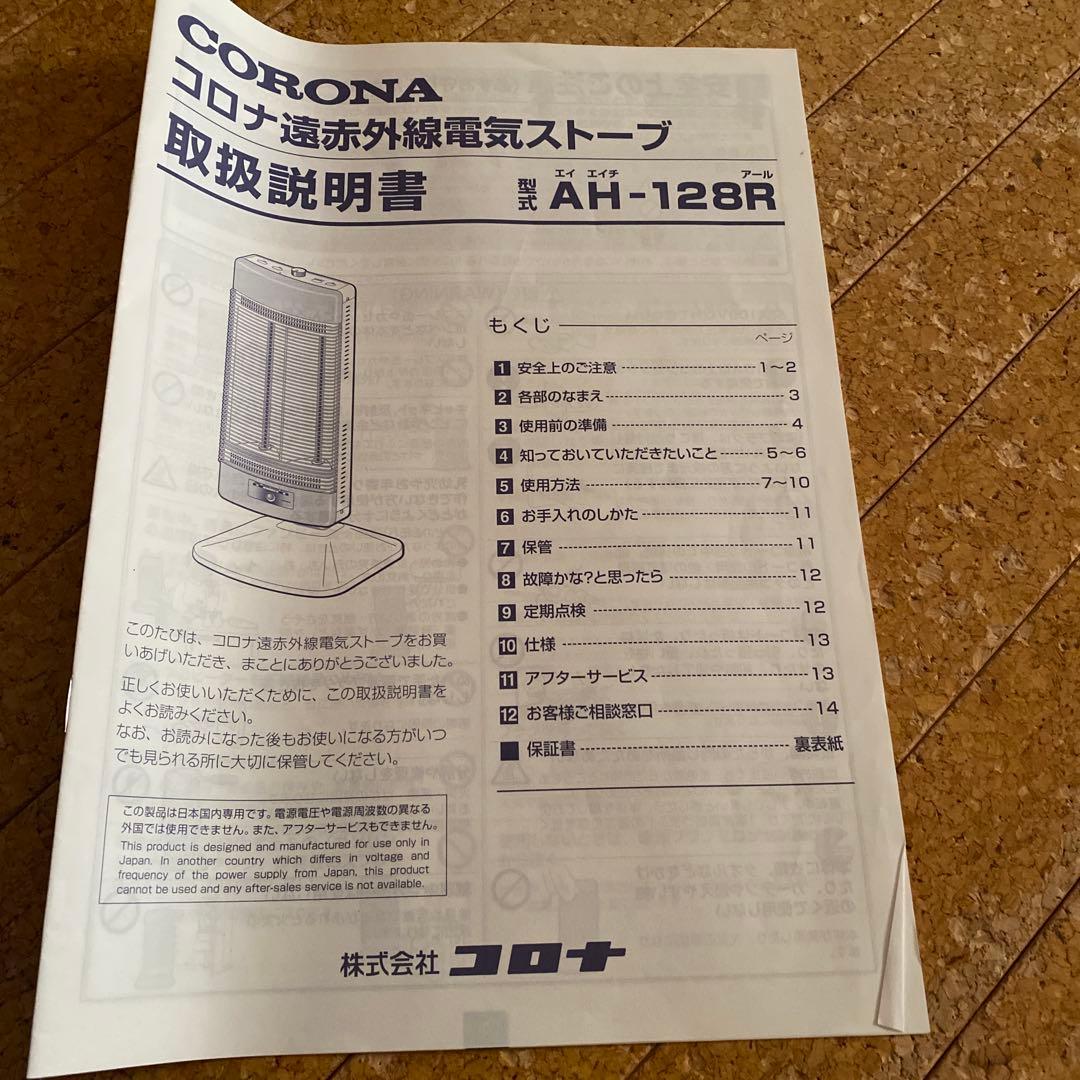 CORONA
コロナ遠赤外線電気ストーブ
取扱説明書
型式 AH-128R
エイ エイチ アール
もくじ
ページ
1 安全上のご注意 1〜2
2 各部のなまえ 3
3 使用前の準備 4
4 知っておいていただきたいこと 5〜6
5 使用方法 7〜10
6 お手入れのしかた 11
7 保管 11
8 故障かな?と思ったら 12
9 定期点検 12
10 仕様 13
11 アフターサービス 13
12 お客様ご相談窓口 14
保証書 裏表紙
このたびは、コロナ遠赤外線電気ストーブをお買
いあげいただき、まことにありがとうございました。
正しくお使いいただくために、この取扱説明書を
よくお読みください。
なお、お読みになった後もお使いになる方がいつ
でも見られる所に大切に保管してください。
この製品は日本国内専用です。電源電圧や電源周波数の異なる
外国では使用できません。また、アフターサービスもできません。
This product is designed and manufactured for use only in
Japan. In another country which differs in voltage and
frequency of the power supply from Japan, this product
cannot be used and any after-sales service is not available.
株式会社 コロナ